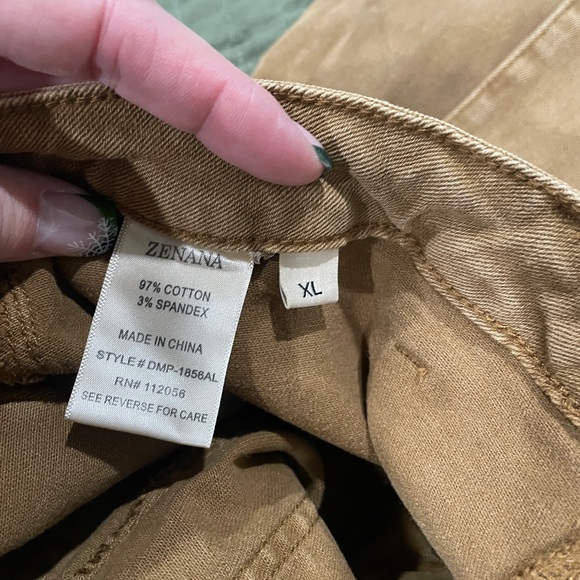 ZENANA
97% COTTON
3% SPANDEX
MADE IN CHINA
STYLE # DMP-1856AL
RN# 112056
SEE REVERSE FOR CARE
XL